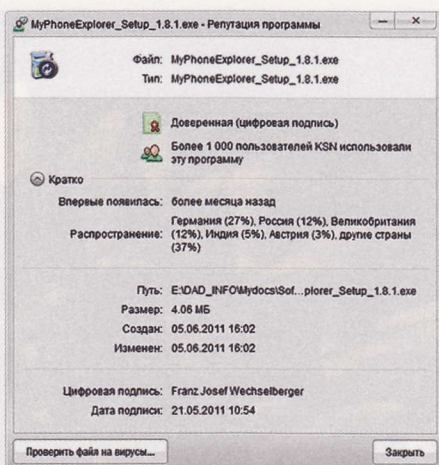 MyPhoneExplorer_Setup_1.8.1.exe - Репутация программы
Файл: MyPhoneExplorer_Setup_1.8.1.exe
Тип: MyPhoneExplorer_Setup_1.8.1.exe
Доверенная (цифровая подпись)
Более 1 000 пользователей KSN использовали
эту программу
Кратко
Впервые появилась: более месяца назад
Германия (27%), Россия (12%), Великобритания
Распространение: (12%), Индия (5%), Австрия (3%), другие страны
(37%)
Путь: E:\DAD_INFO\Mydocs\Sof...plorer_Setup_1.8.1.exe
Размер: 4.06 МБ
Создан: 05.06.2011 16:02
Изменен: 05.06.2011 16:02
Цифровая подпись: Franz Josef Wechselberger
Дата подписи: 21.05.2011 10:54
Проверить файл на вирусы...
Закрыть